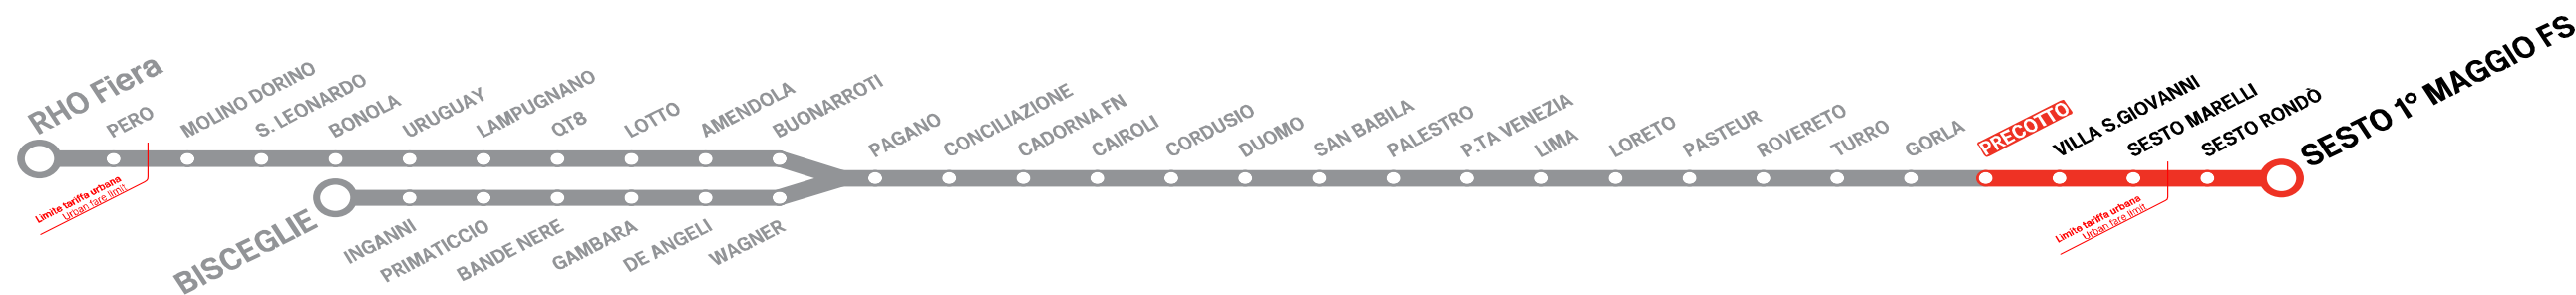 RHO Fiera
PERO
MOLINO DORINO
S. LEONARDO
BONOLA
URUGUAY
LAMPUGNANO
QT8
LOTTO
AMENDOLA
BUONARROTI
Limite tariffa urbana
Urban fare limit
BISCEGLIE
INGANNI
PRIMATICCIO
BANDE NERE
GAMBARA
DE ANGELI
WAGNER
PAGANO
CONCILIAZIONE
CADORNA FN
CAIROLI
CORDUSIO
DUOMO
SAN BABILA
PALESTRO
P.TA VENEZIA
LIMA
LORETO
PASTEUR
ROVERETO
TURRO
GORLA
PRECOTTO
VILLA S.GIOVANNI
SESTO MARELLI
SESTO RONDÒ
SESTO 1° MAGGIO FS
Limite tariffa urbana
Urban fare limit